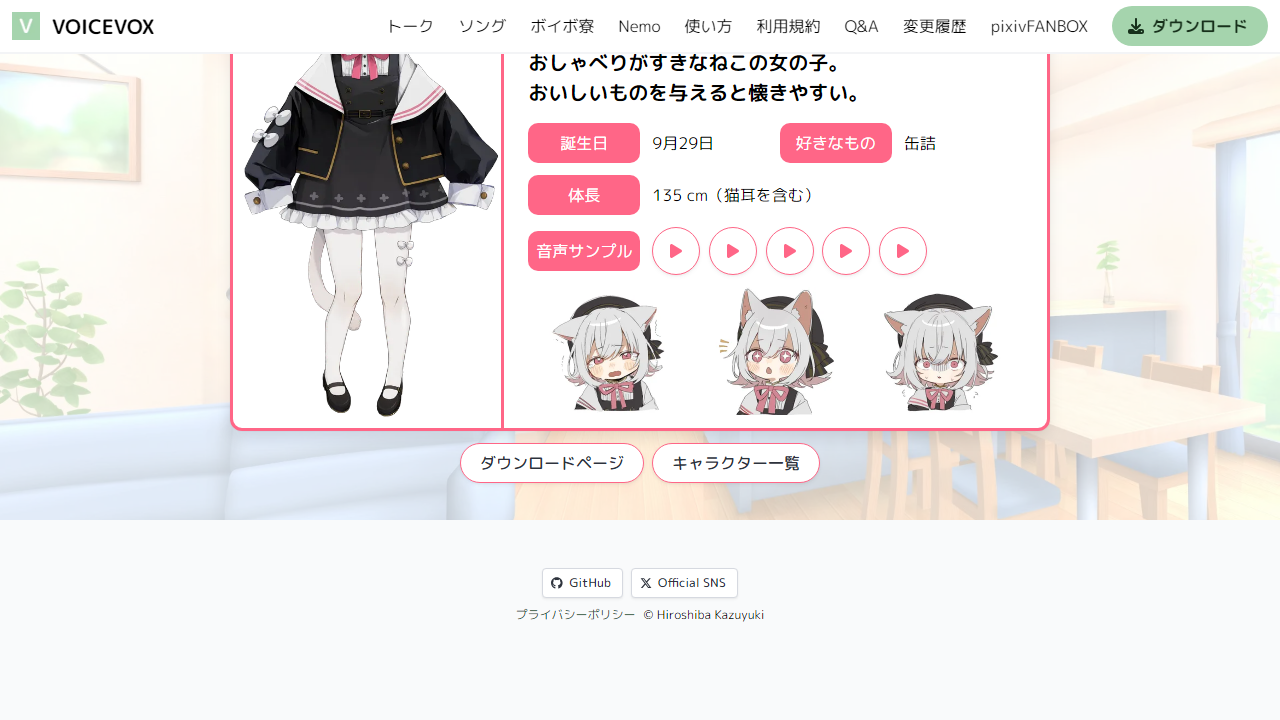 V VOICEVOX トーク ソング ボイボ寮 Nemo 使い方 利用規約 Q&A 変更履歴 pixivFANBOX ダウンロード
おしゃべりがすきなねこの女の子。
おいしいものを与えると懐きやすい。
誕生日 9月29日 好きなもの 缶詰
体長 135 cm（猫耳を含む）
音声サンプル
ダウンロードページ キャラクター一覧
GitHub Official SNS
プライバシーポリシー © Hiroshiba Kazuyuki